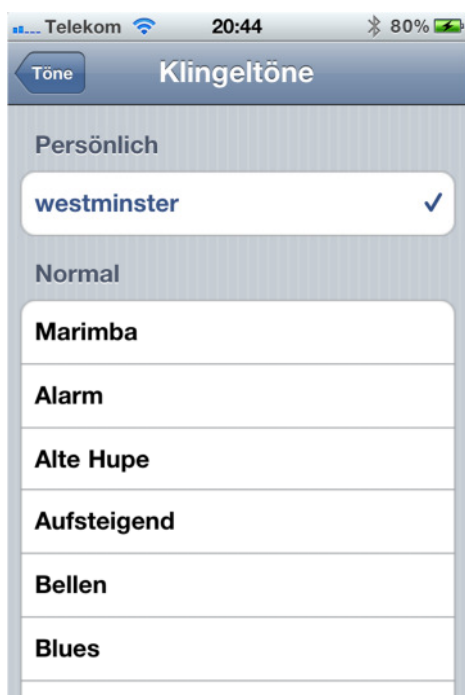 Telekom 20:44 80%
Töne Klingeltöne
Persönlich
westminster
Normal
Marimba
Alarm
Alte Hupe
Aufsteigend
Bellen
Blues